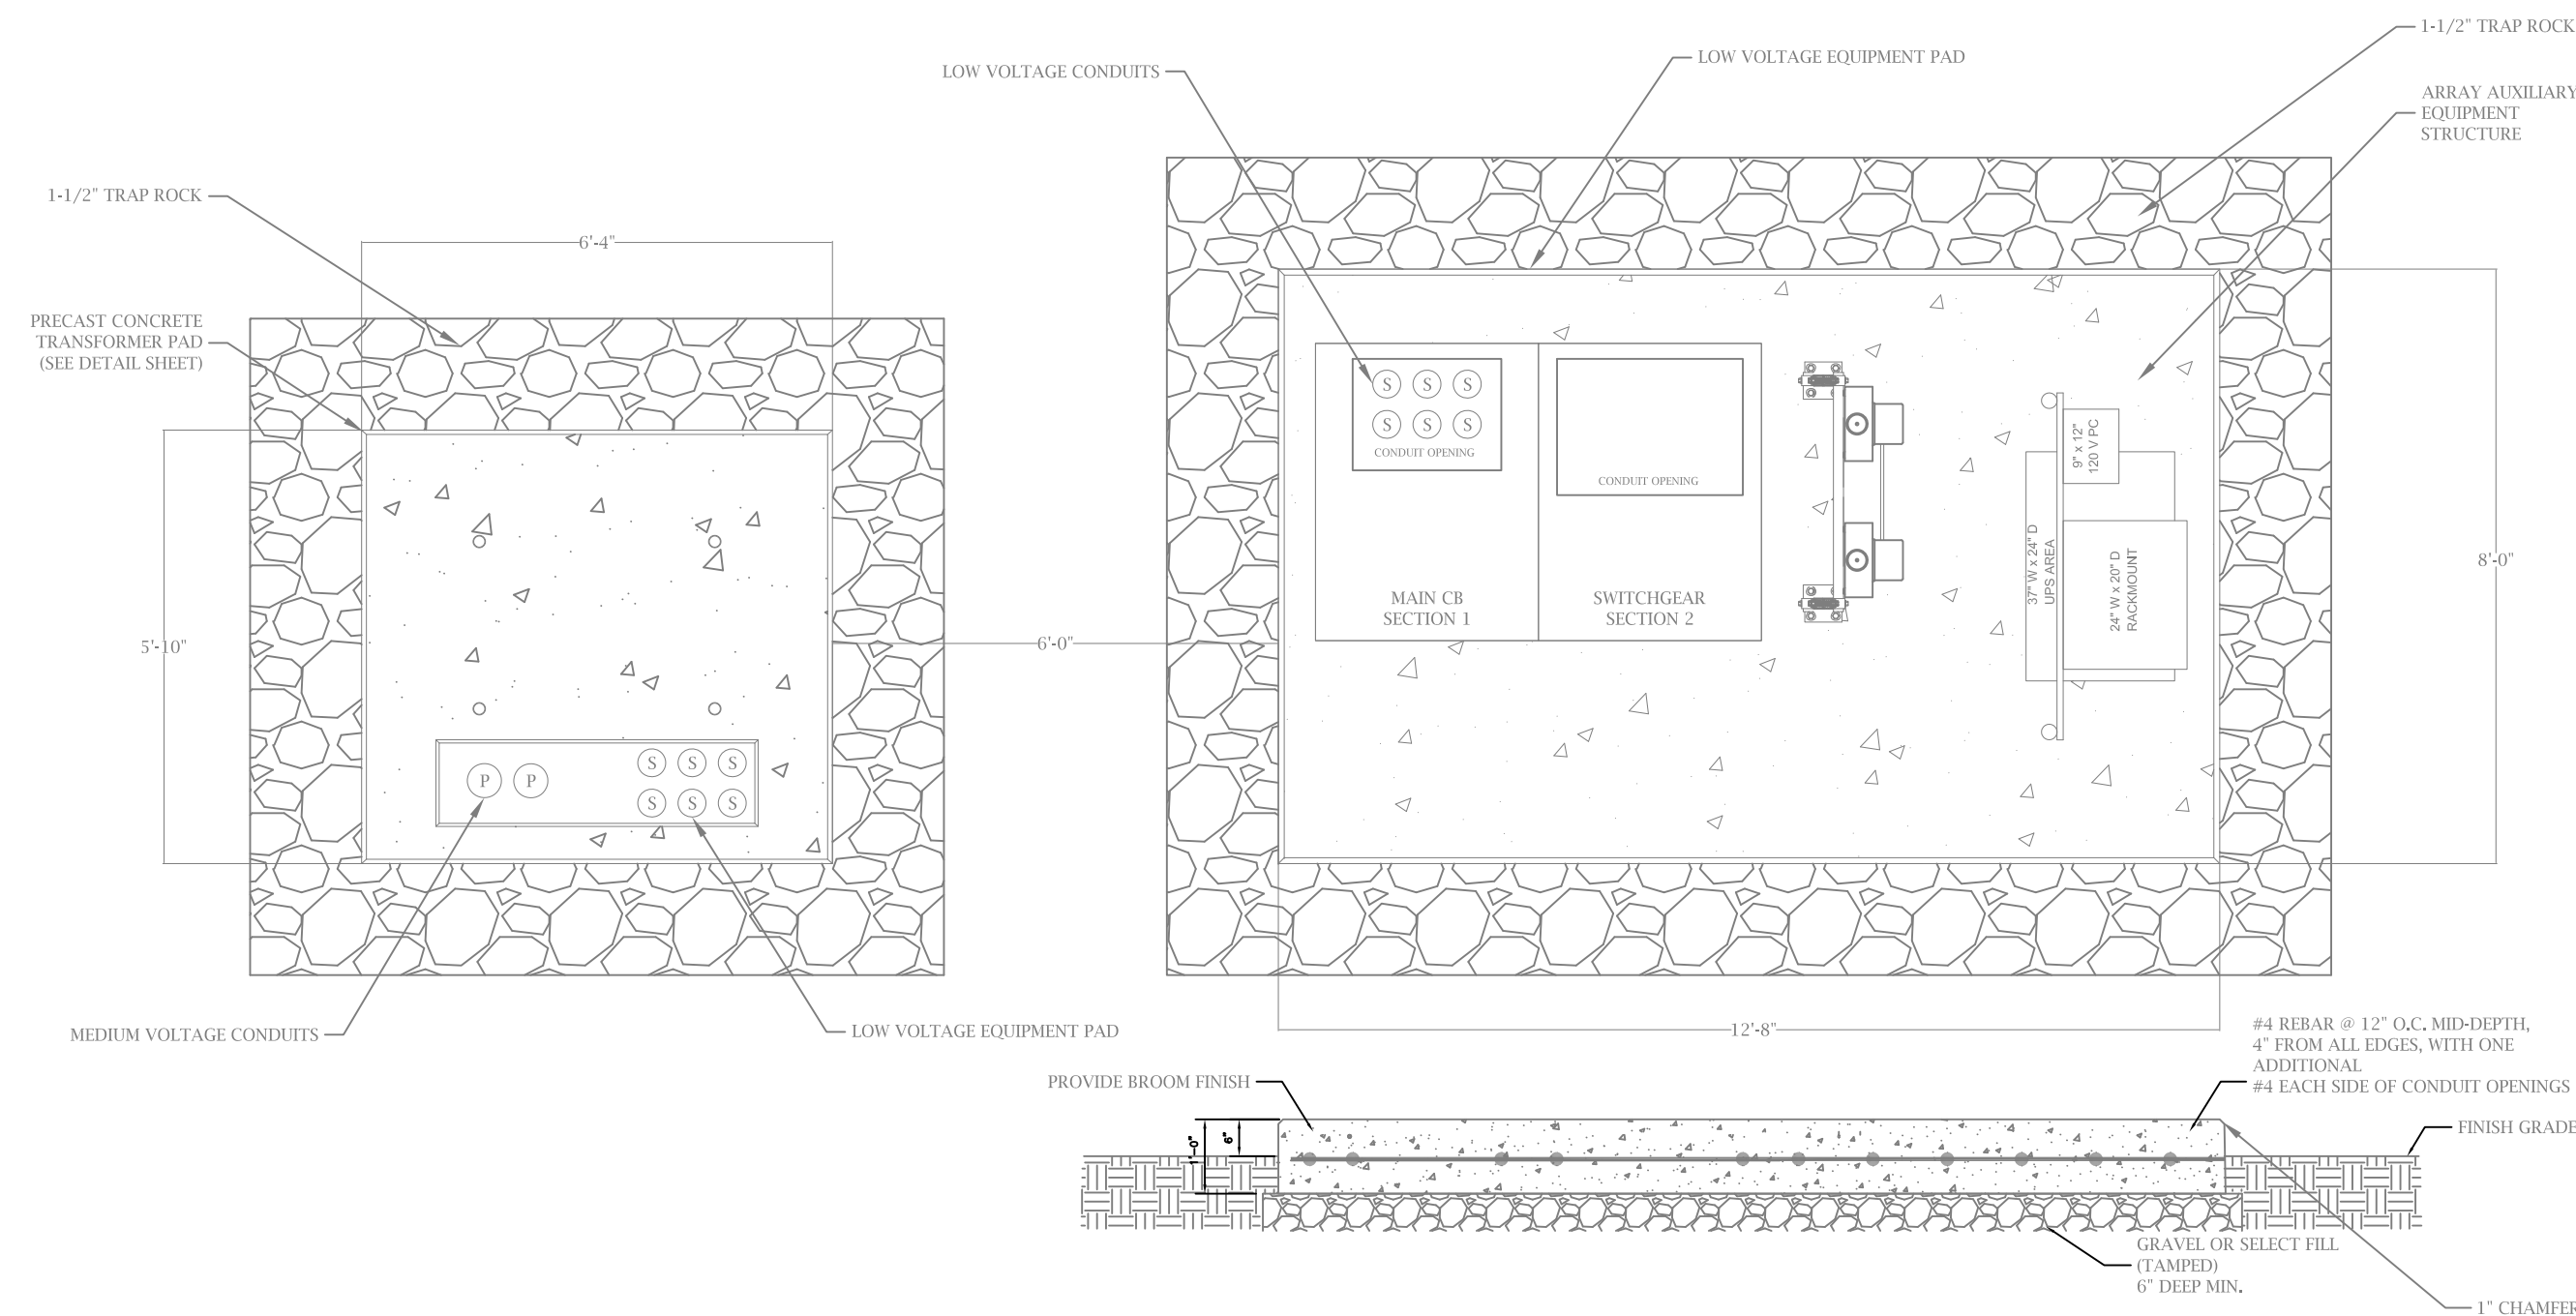 1-1/2" TRAP ROCK
LOW VOLTAGE EQUIPMENT PAD
LOW VOLTAGE CONDUITS
ARRAY AUXILIARY
EQUIPMENT
STRUCTURE
1-1/2" TRAP ROCK
6'-4"
PRECAST CONCRETE
TRANSFORMER PAD
(SEE DETAIL SHEET)
5'-10"
P P
S S S
S S S
MEDIUM VOLTAGE CONDUITS
LOW VOLTAGE EQUIPMENT PAD
6'-0"
S S S
S S S
CONDUIT OPENING
CONDUIT OPENING
MAIN CB
SECTION 1
SWITCHGEAR
SECTION 2
9" x 12"
120 V PC
37" W x 24" D
UPS AREA
24" W x 20" D
RACKMOUNT
8'-0"
12'-8"
#4 REBAR @ 12" O.C. MID-DEPTH,
4" FROM ALL EDGES, WITH ONE
ADDITIONAL
#4 EACH SIDE OF CONDUIT OPENINGS
PROVIDE BROOM FINISH
1'-0"
6"
FINISH GRADE
GRAVEL OR SELECT FILL
(TAMPED)
6" DEEP MIN.
1" CHAMFER